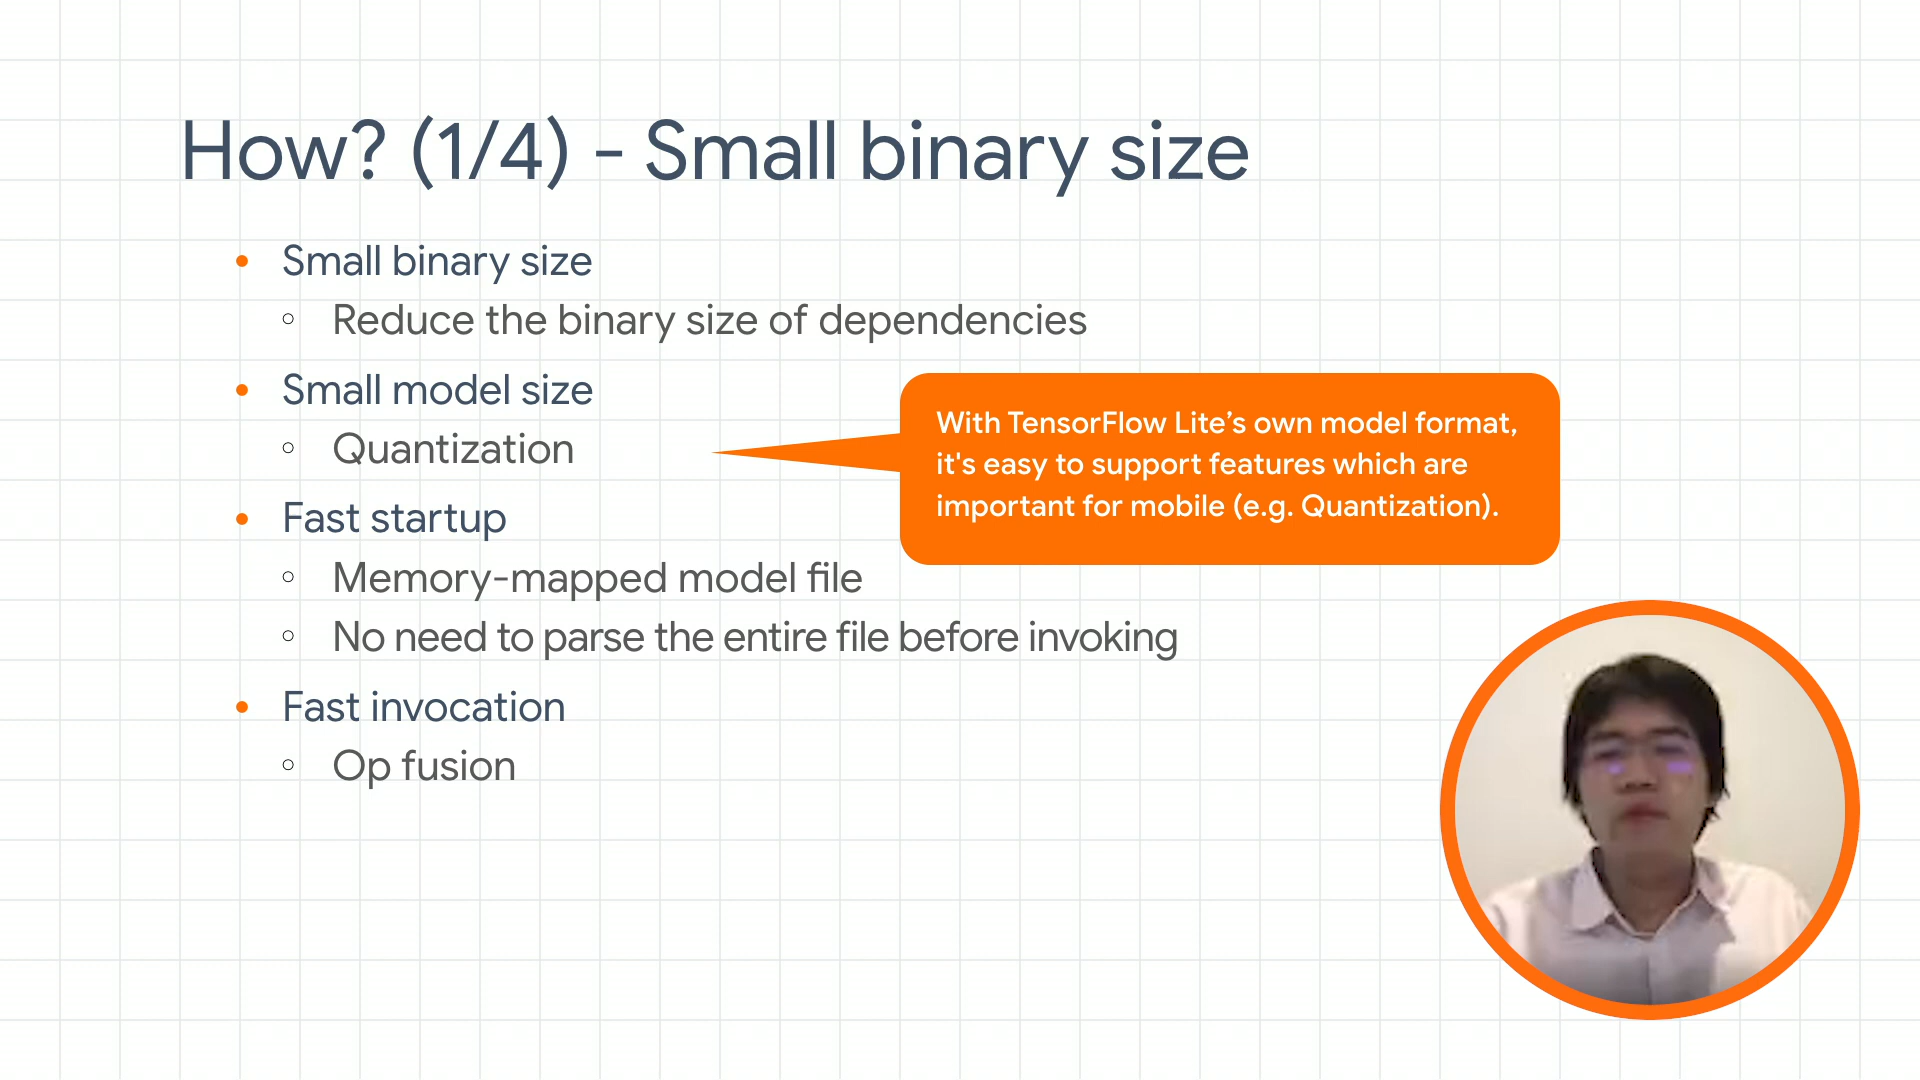 How? (1/4) - Small binary size
Small binary size
Reduce the binary size of dependencies
Small model size
Quantization
With TensorFlow Lite’s own model format,
it's easy to support features which are
important for mobile (e.g. Quantization).
Fast startup
Memory-mapped model file
No need to parse the entire file before invoking
Fast invocation
Op fusion